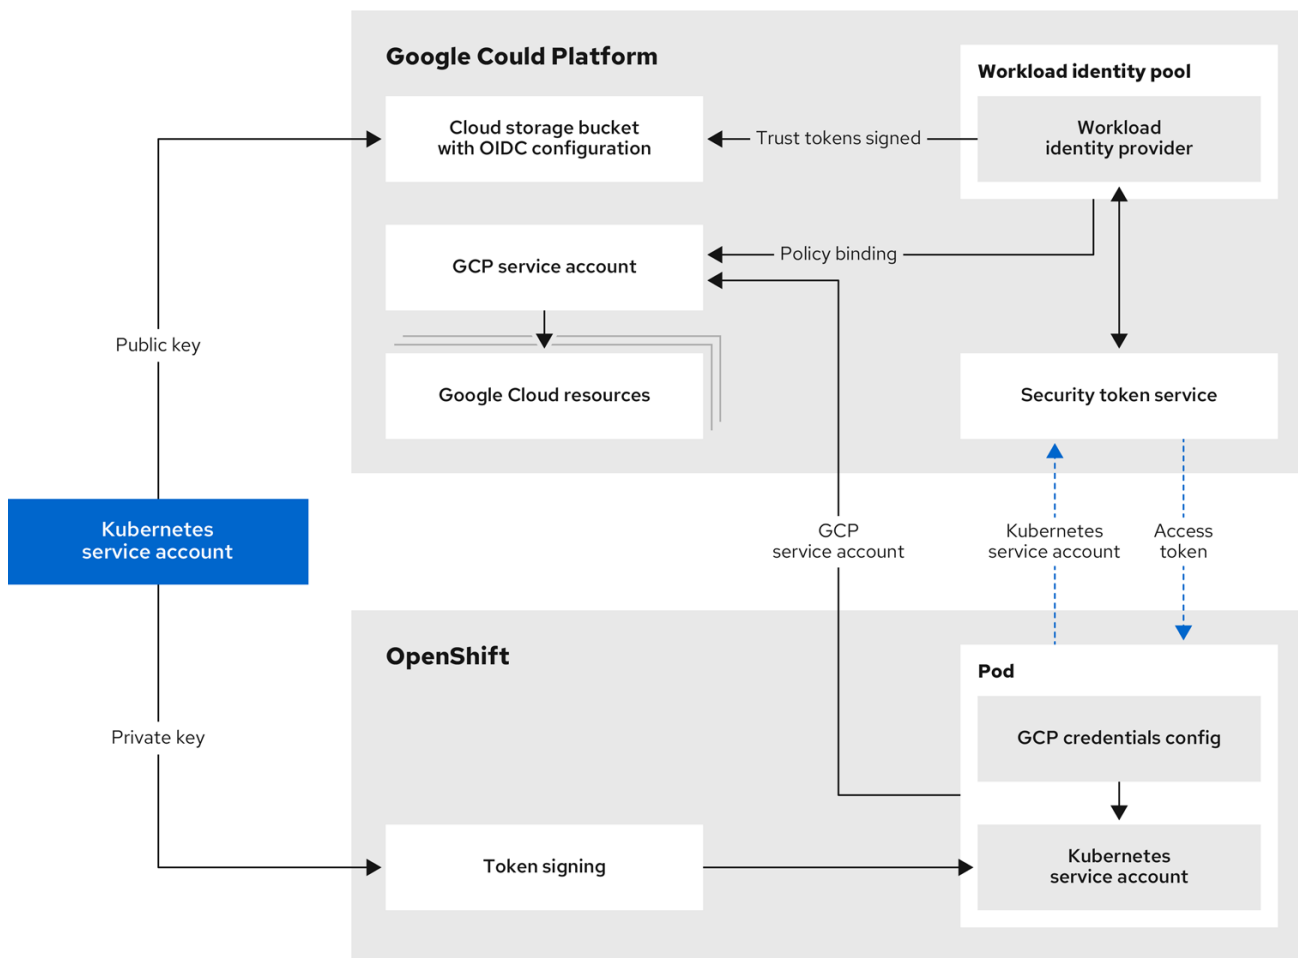 Google Could Platform
Workload identity pool
Cloud storage bucket
with OIDC configuration
Trust tokens signed
Workload
identity provider
GCP service account
Policy binding
Public key
Google Cloud resources
Security token service
Kubernetes
service account
GCP
service account
Kubernetes
service account
Access
token
OpenShift
Pod
Private key
GCP credentials config
Token signing
Kubernetes
service account